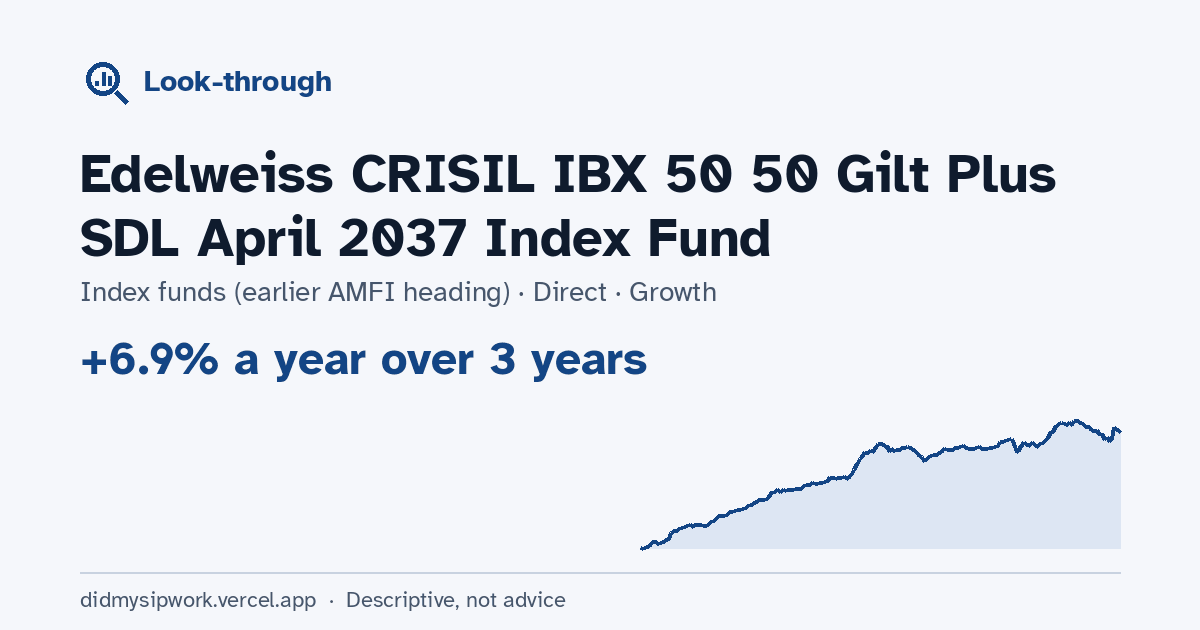 Look-through
Edelweiss CRISIL IBX 50 50 Gilt Plus
SDL April 2037 Index Fund
Index funds (earlier AMFI heading) · Direct · Growth
+6.9% a year over 3 years
didmysipwork.vercel.app · Descriptive, not advice